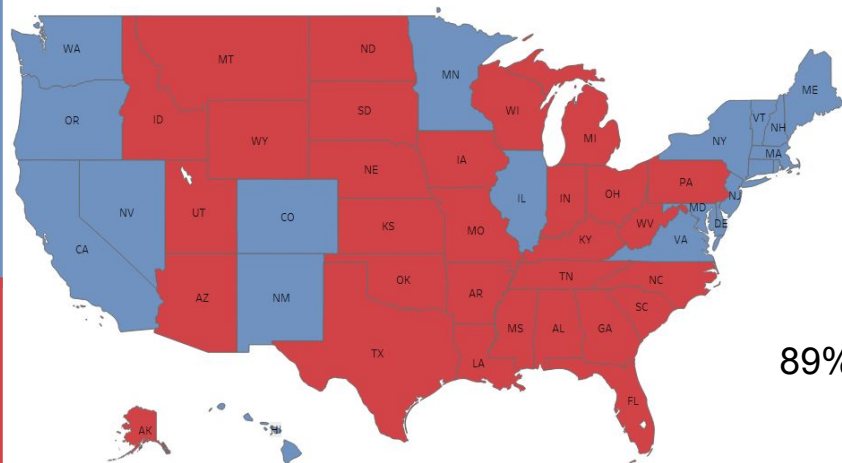 WA
MT
ND
MN
ME
OR
ID
SD
WI
MI
VT
NH
NY
WY
MA
IA
NE
PA
NJ
NV
UT
CO
IL
IN
OH
MD
DE
CA
KS
MO
WV
VA
KY
AZ
NM
OK
AR
TN
NC
SC
TX
MS
AL
GA
LA
FL
AK
HI
89%